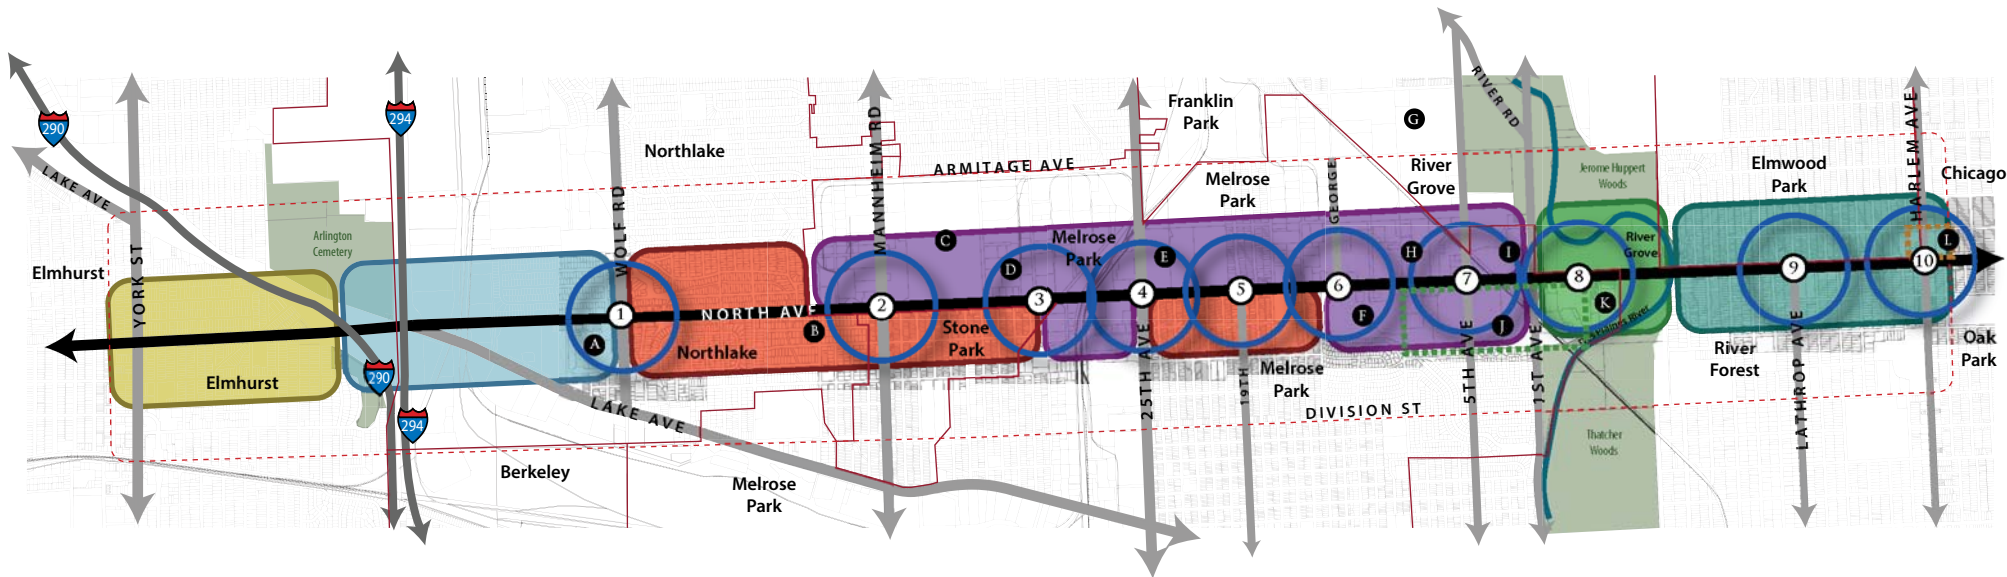 290
294
LAKE AVE
YORK ST
Elmhurst
Arlington
Cemetery
Elmhurst
290
294
Northlake
WOLF RD
1
A
NORTH AVE
Northlake
B
Berkeley
LAKE AVE
Melrose
Park
MANNHEIM RD
ARMITAGE AVE
C
2
Stone
Park
D
3
Melrose
Park
E
4
25TH AVE
Franklin
Park
Melrose
Park
5
19TH
Melrose
Park
GEORGE
6
F
DIVISION ST
G
River
Grove
H
7
I
J
5TH AVE
1ST AVE
RIVER RD
Jerome Huppert
Woods
River
Grove
8
K
Thatcher
Woods
Elmwood
Park
9
River
Forest
LATHROP AVE
HARLEM AVE
Chicago
L
10
Oak
Park